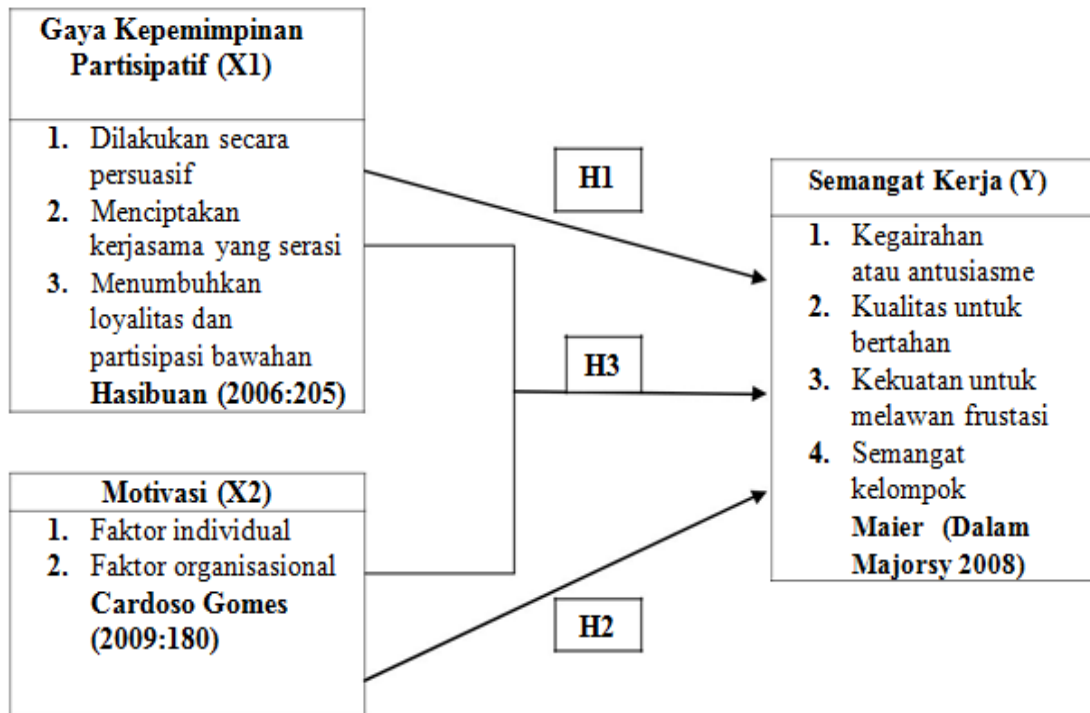 Gaya Kepemimpinan
Partisipatif (X1)
1. Dilakukan secara
persuasif
2. Menciptakan
kerjasama yang serasi
3. Menumbuhkan
loyalitas dan
partisipasi bawahan
Hasibuan (2006:205)
Motivasi (X2)
1. Faktor individual
2. Faktor organisasional
Cardoso Gomes
(2009:180)
H1
H3
H2
Semangat Kerja (Y)
1. Kegairahan
atau antusiasme
2. Kualitas untuk
bertahan
3. Kekuatan untuk
melawan frustasi
4. Semangat
kelompok
Maier (Dalam
Majorsy 2008)